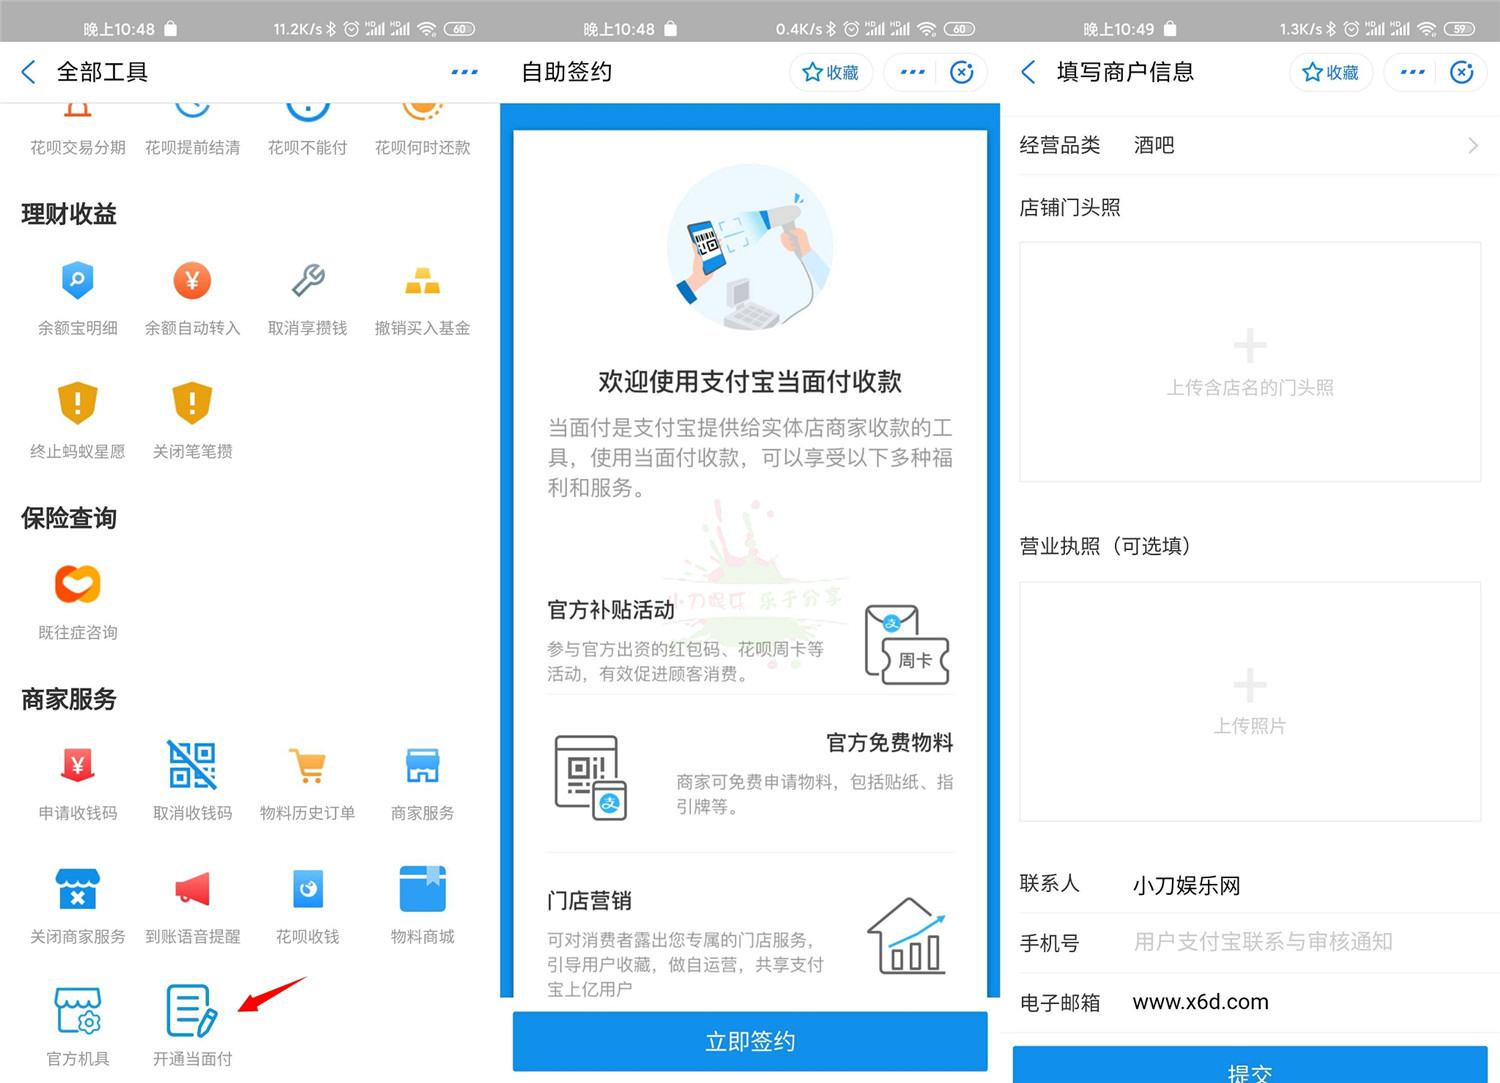 晚上10:48
11.2K/s
HD
HD
60
全部工具
花呗交易分期
花呗提前结清
花呗不能付
花呗何时还款
理财收益
余额宝明细
余额自动转入
取消享攒钱
撤销买入基金
终止蚂蚁星愿
关闭笔笔攒
保险查询
既往症咨询
商家服务
申请收钱码
取消收钱码
物料历史订单
商家服务
关闭商家服务
到账语音提醒
花呗收钱
物料商城
官方机具
开通当面付
晚上10:48
0.4K/s
HD
HD
60
自助签约
收藏
欢迎使用支付宝当面付收款
当面付是支付宝提供给实体店商家收款的工
具，使用当面付收款，可以享受以下多种福
利和服务。
小刀娱乐 乐于分享
官方补贴活动
参与官方出资的红包码、花呗周卡等
活动，有效促进顾客消费。
支
周卡
官方免费物料
商家可免费申请物料，包括贴纸、指
引牌等。
支
门店营销
可对消费者露出您专属的门店服务，
引导用户收藏，做自运营，共享支付
宝上亿用户
立即签约
晚上10:49
1.3K/s
HD
HD
59
填写商户信息
收藏
经营品类
酒吧
店铺门头照
上传含店名的门头照
营业执照（可选填）
上传照片
联系人
小刀娱乐网
手机号
用户支付宝联系与审核通知
电子邮箱
www.x6d.com
提交